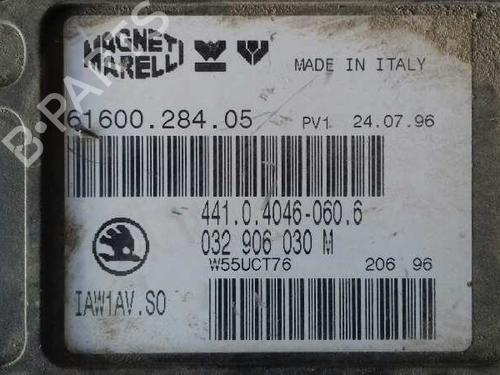 MAGNETI
MARELLI
MADE IN ITALY
61600.284.05 PV1 24.07.96
441.0.4046-060.6
032 906 030 M
W55UCT76 206 96
IAW1AV.SO
B-PARTS